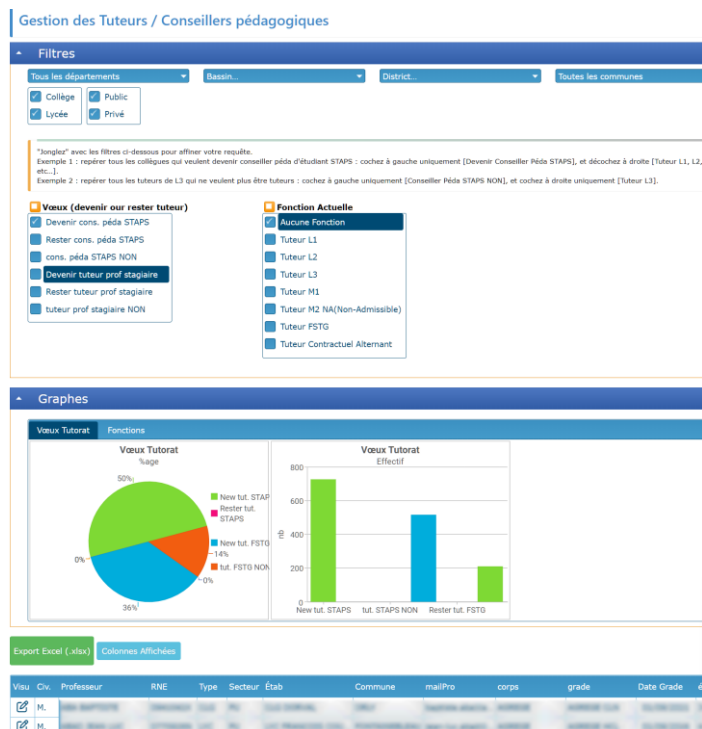 Gestion des Tuteurs / Conseillers pédagogiques
Filtres
Tous les départements
Bassin...
District...
Toutes les communes
Collège
Public
Lycée
Privé
"Jonglez" avec les filtres ci-dessous pour affiner votre requête.
Exemple 1 : repérer tous les collègues qui veulent devenir conseiller péda d'étudiant STAPS : cochez à gauche uniquement [Devenir Conseiller Péda STAPS], et décochez à droite [Tuteur L1, L2,
etc...].
Exemple 2 : repérer tous les tuteurs de L3 qui ne veulent plus être tuteurs : cochez à gauche uniquement [Conseiller Péda STAPS NON], et cochez à droite uniquement [Tuteur L3].
Vœux (devenir our rester tuteur)
Devenir cons. péda STAPS
Rester cons. péda STAPS
cons. péda STAPS NON
Devenir tuteur prof stagiaire
Rester tuteur prof stagiaire
tuteur prof stagiaire NON
Fonction Actuelle
Aucune Fonction
Tuteur L1
Tuteur L2
Tuteur L3
Tuteur M1
Tuteur M2 NA(Non-Admissible)
Tuteur FSTG
Tuteur Contractuel Alternant
Graphes
Vœux Tutorat
Fonctions
Vœux Tutorat
%age
50%
0%
36%
0%
14%
New tut. STAP
Rester tut.
STAPS
New tut. FSTG
tut. FSTG NON
Vœux Tutorat
Effectif
800
600
400
200
0
nb
New tut. STAPS
tut. STAPS NON
Rester tut. FSTG
Export Excel (.xlsx)
Colonnes Affichées
Visu Civ. Professeur RNE Type Secteur Étab Commune mailPro corps grade Date Grade
M.
M.